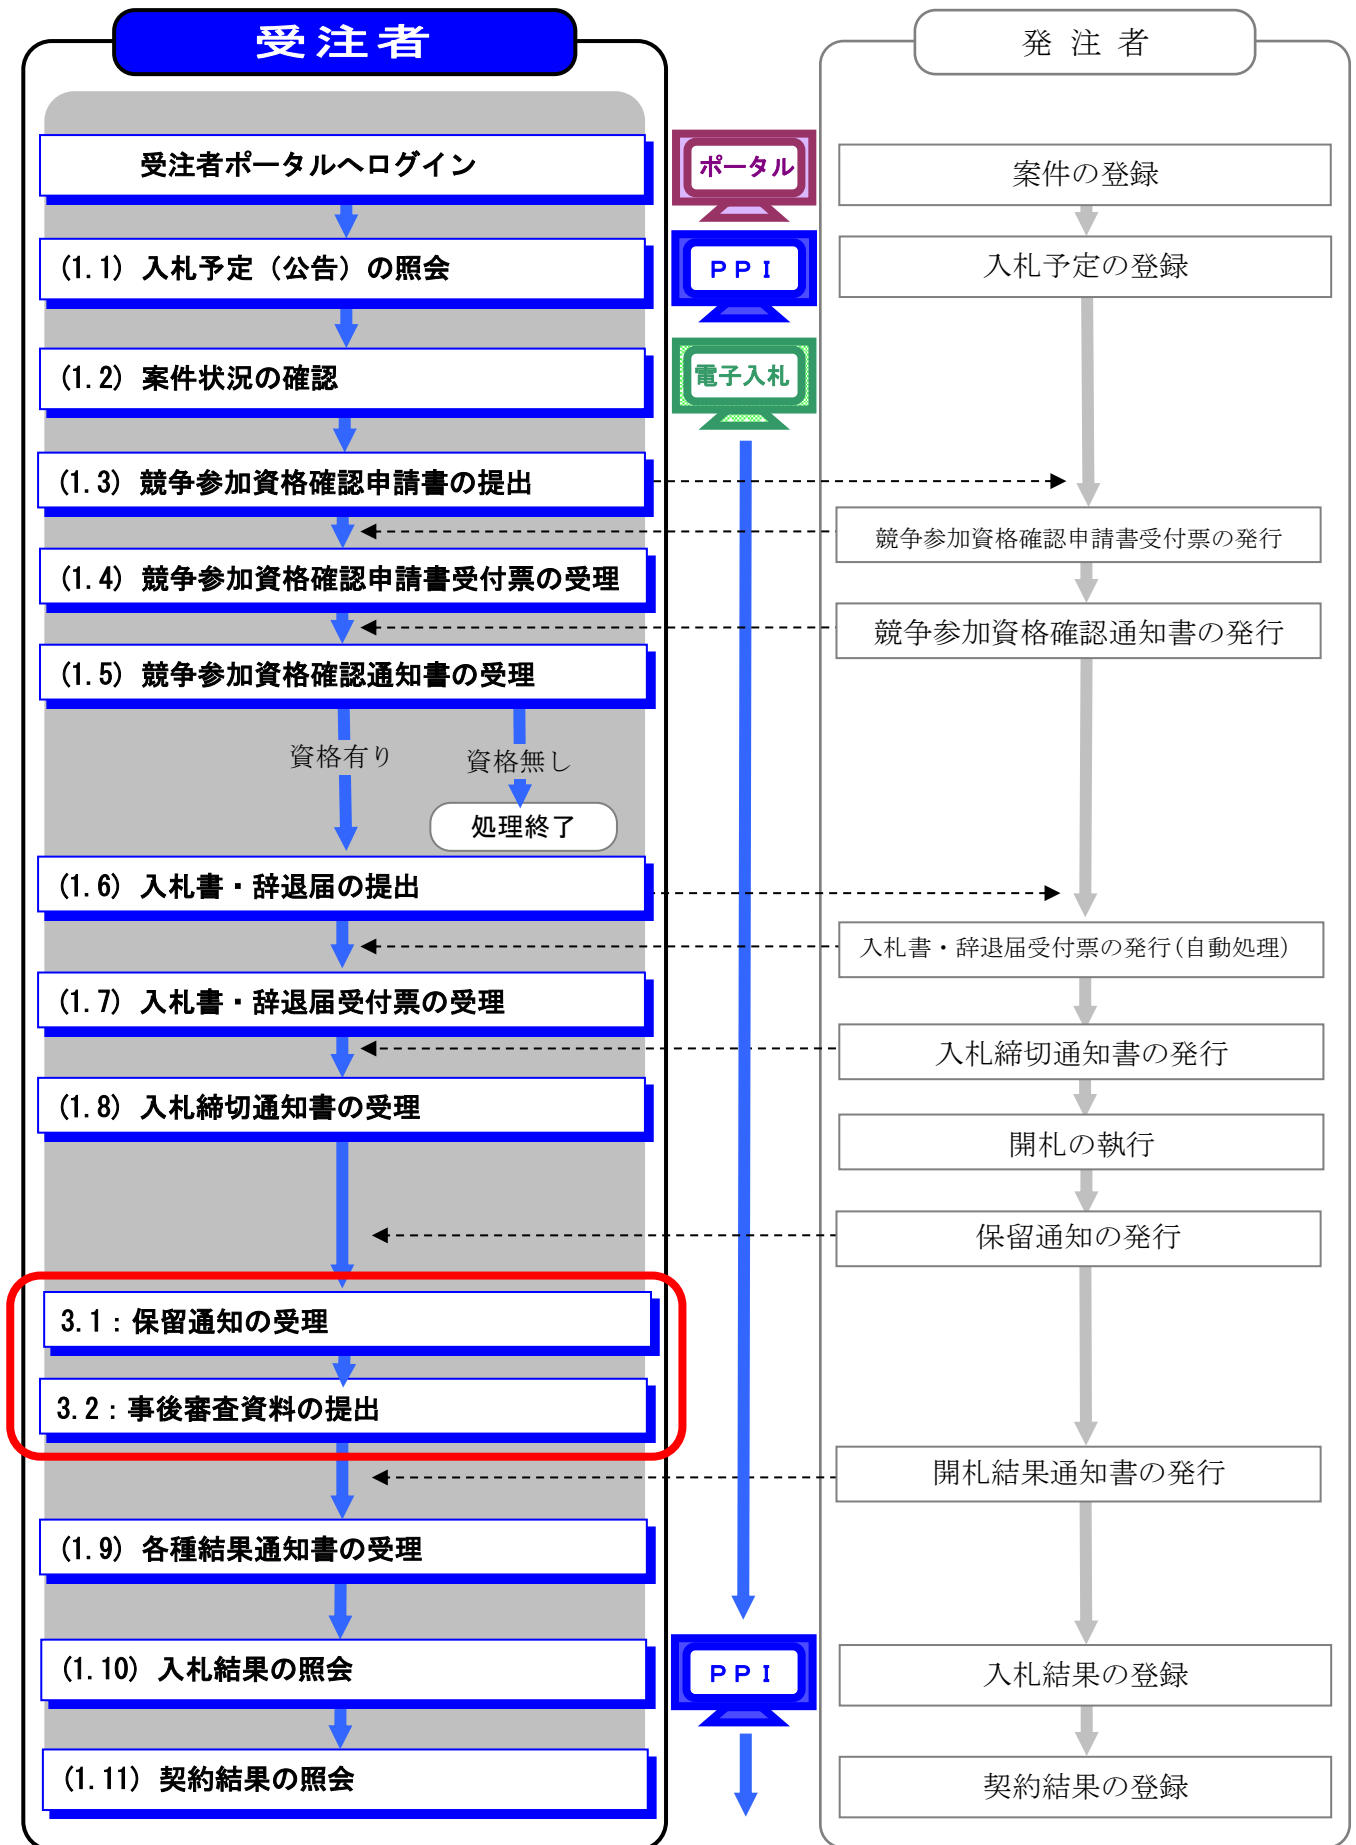 受注者
受注者ポータルへログイン
(1.1) 入札予定（公告）の照会
(1.2) 案件状況の確認
(1.3) 競争参加資格確認申請書の提出
(1.4) 競争参加資格確認申請書受付票の受理
(1.5) 競争参加資格確認通知書の受理
資格有り
資格無し
処理終了
(1.6) 入札書・辞退届の提出
(1.7) 入札書・辞退届受付票の受理
(1.8) 入札締切通知書の受理
3.1：保留通知の受理
3.2：事後審査資料の提出
(1.9) 各種結果通知書の受理
(1.10) 入札結果の照会
(1.11) 契約結果の照会
ポータル
ＰＰＩ
電子入札
ＰＰＩ
発 注 者
案件の登録
入札予定の登録
競争参加資格確認申請書受付票の発行
競争参加資格確認通知書の発行
入札書・辞退届受付票の発行(自動処理)
入札締切通知書の発行
開札の執行
保留通知の発行
開札結果通知書の発行
入札結果の登録
契約結果の登録